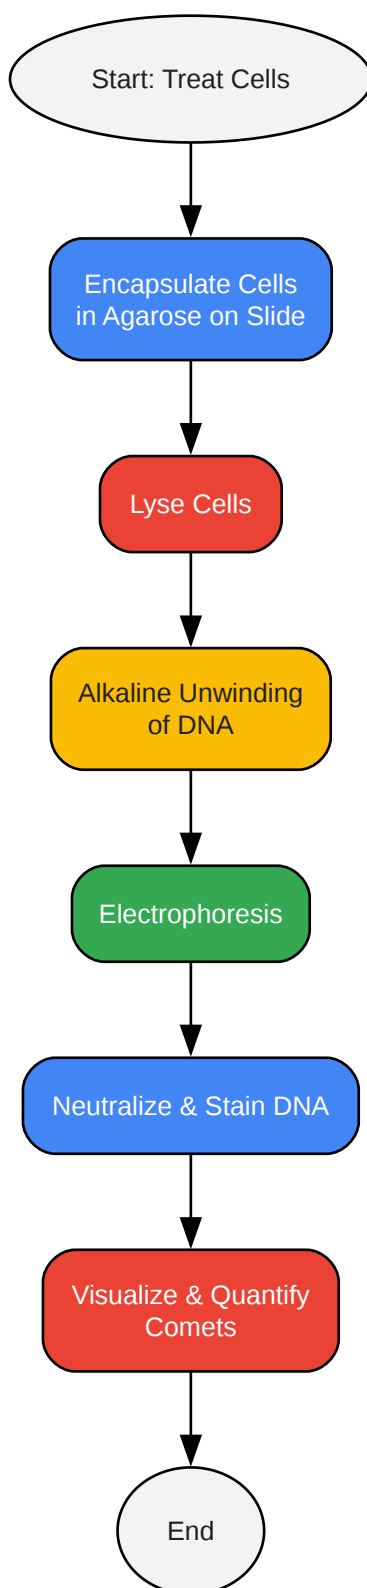 Start: Treat Cells
Encapsulate Cells
in Agarose on Slide
Lyse Cells
Alkaline Unwinding
of DNA
Electrophoresis
Neutralize & Stain DNA
Visualize & Quantify
Comets
End